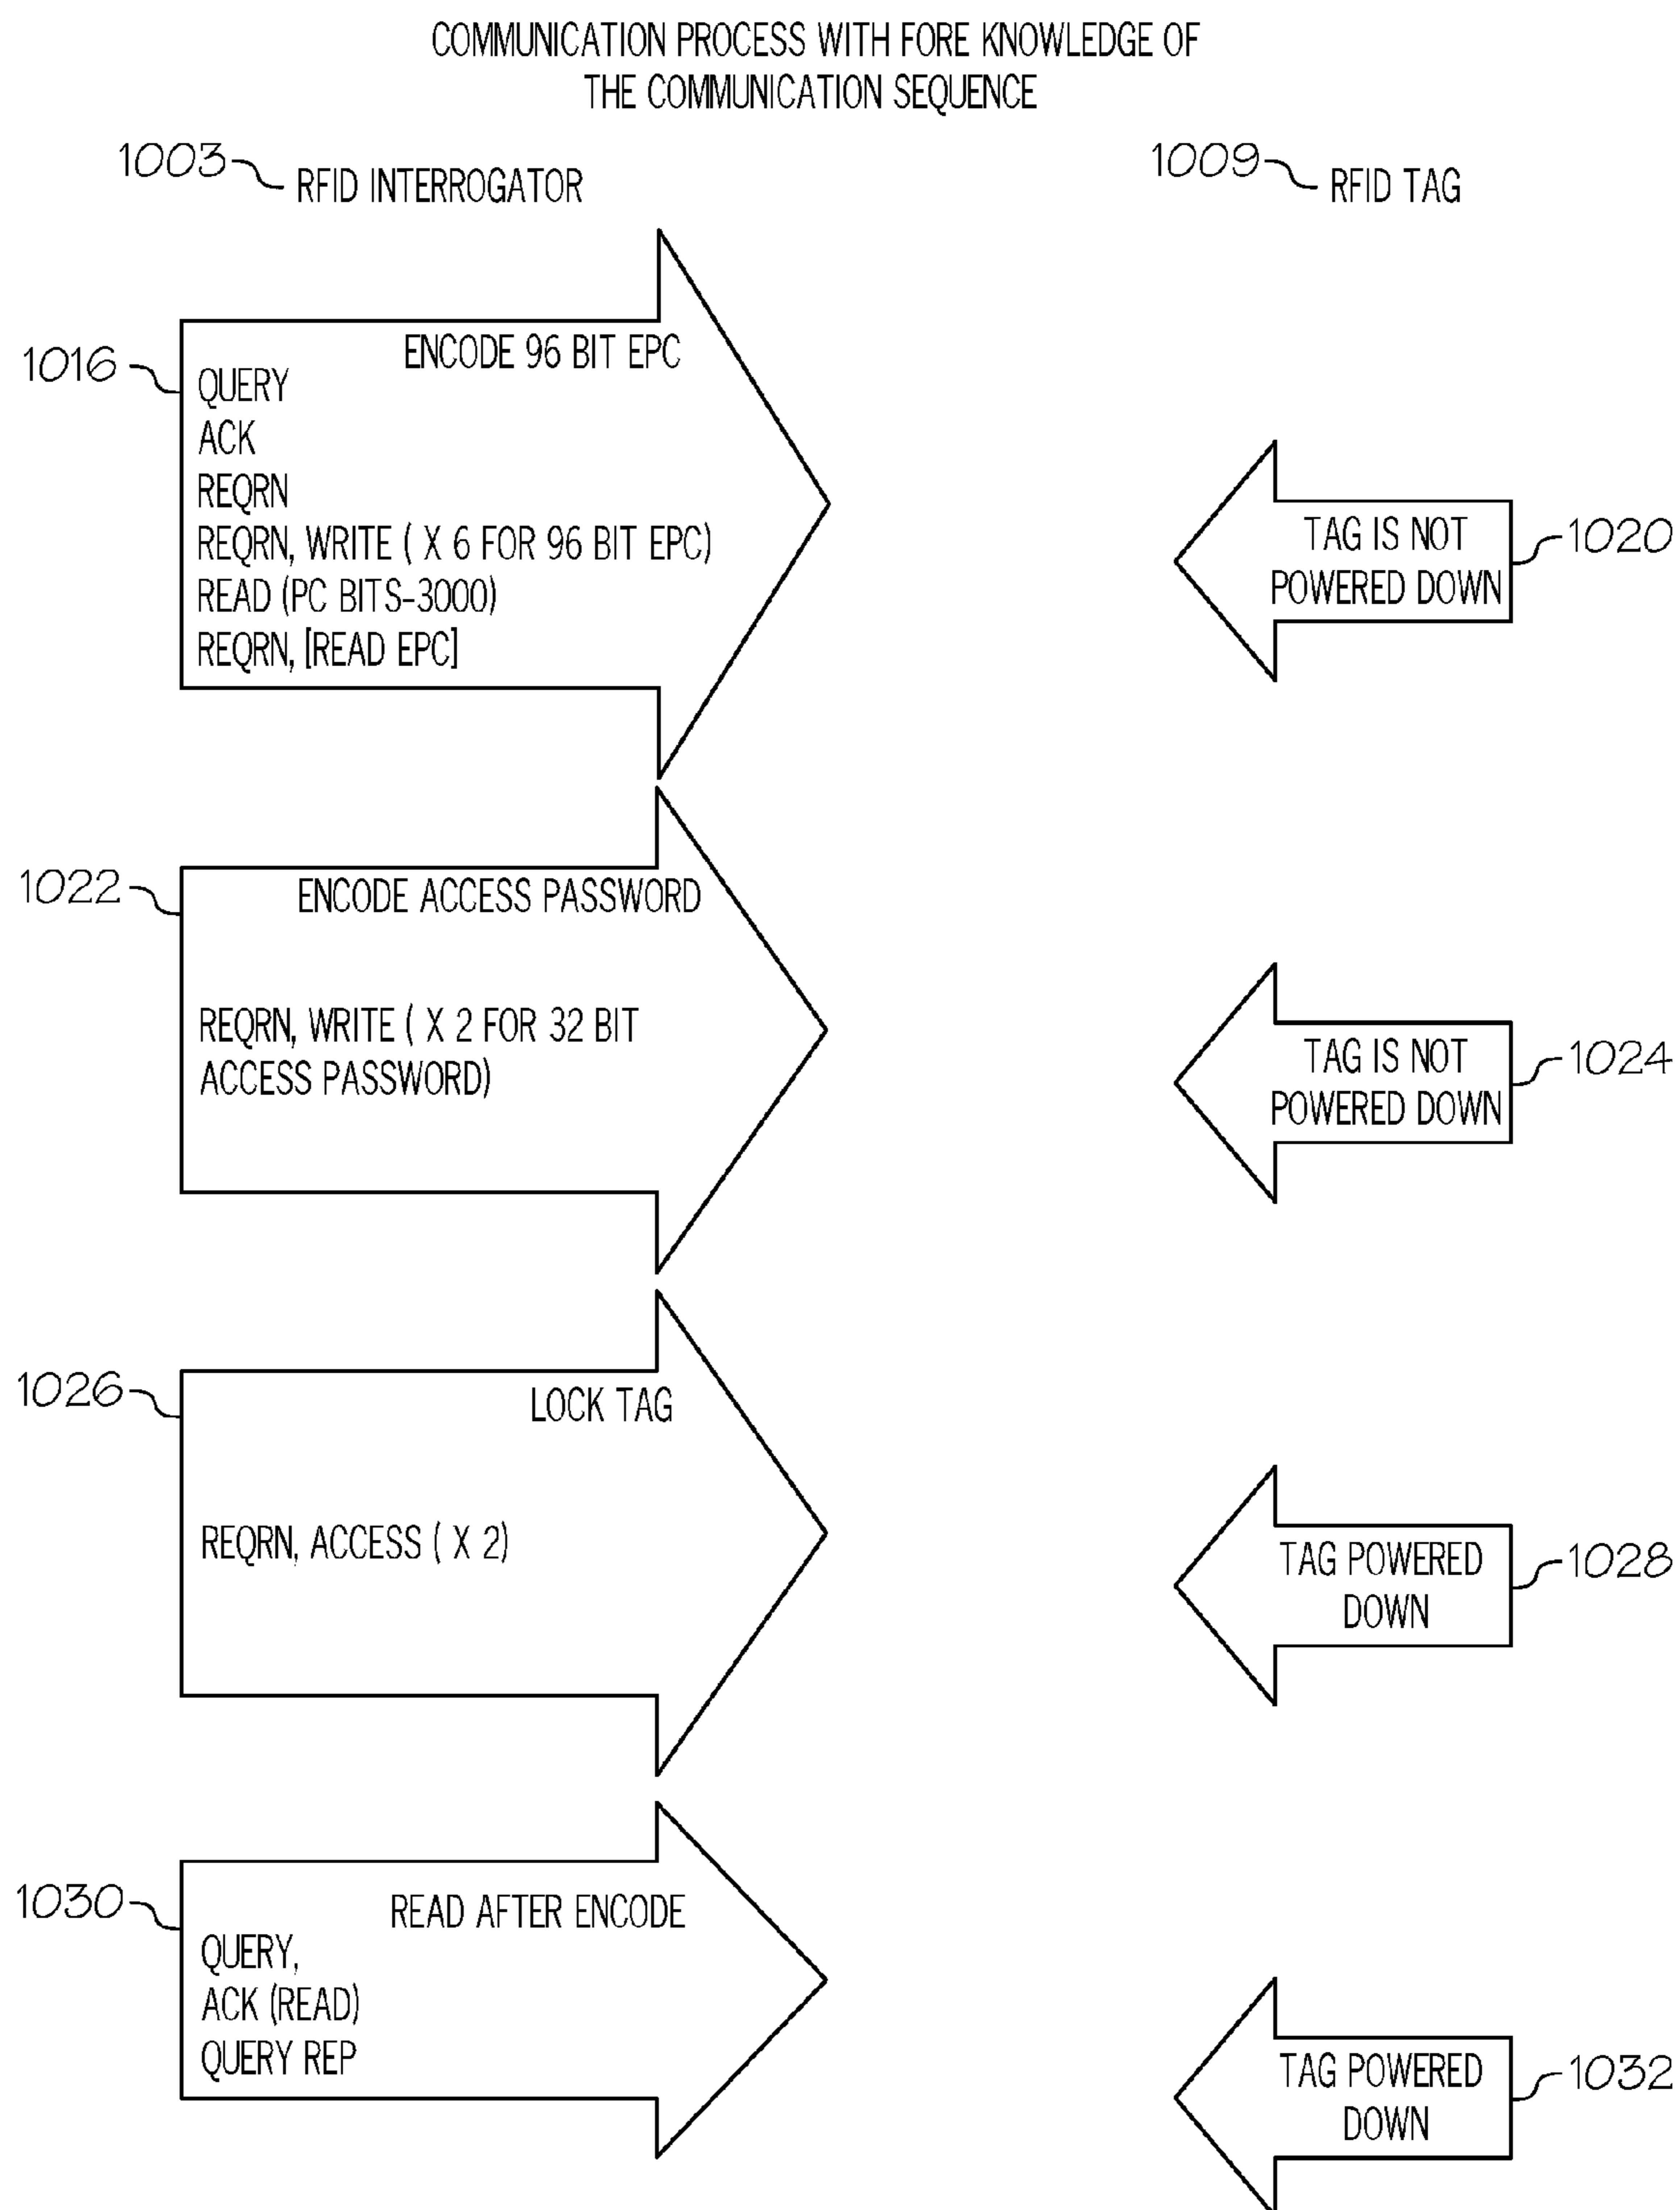 COMMUNICATION PROCESS WITH FORE KNOWLEDGE OF
THE COMMUNICATION SEQUENCE
1003
RFID INTERROGATOR
1009
RFID TAG
1016
ENCODE 96 BIT EPC
QUERY
ACK
REQRN
REQRN, WRITE ( X 6 FOR 96 BIT EPC)
READ (PC BITS-3000)
REQRN, [READ EPC]
TAG IS NOT
POWERED DOWN
1020
1022
ENCODE ACCESS PASSWORD
REQRN, WRITE ( X 2 FOR 32 BIT
ACCESS PASSWORD)
TAG IS NOT
POWERED DOWN
1024
1026
LOCK TAG
REQRN, ACCESS ( X 2)
TAG POWERED
DOWN
1028
1030
READ AFTER ENCODE
QUERY,
ACK (READ)
QUERY REP
TAG POWERED
DOWN
1032